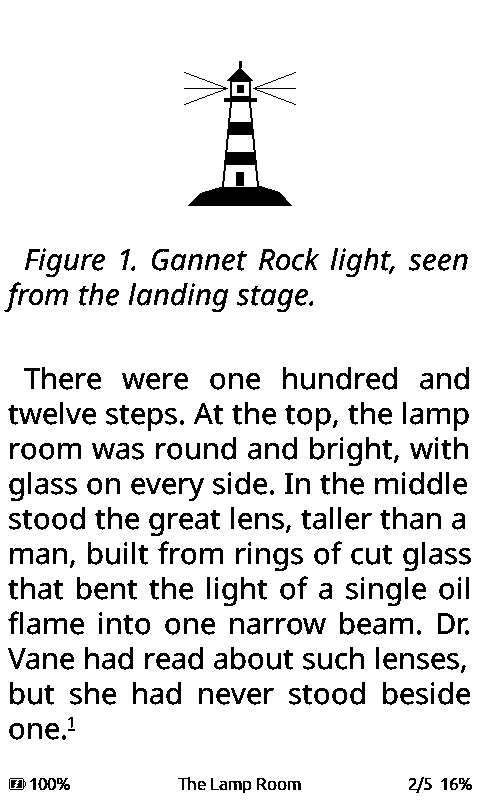 Figure 1. Gannet Rock light, seen
from the landing stage.
There were one hundred and
twelve steps. At the top, the lamp
room was round and bright, with
glass on every side. In the middle
stood the great lens, taller than a
man, built from rings of cut glass
that bent the light of a single oil
flame into one narrow beam. Dr.
Vane had read about such lenses,
but she had never stood beside
one.1
100% The Lamp Room 2/5 16%